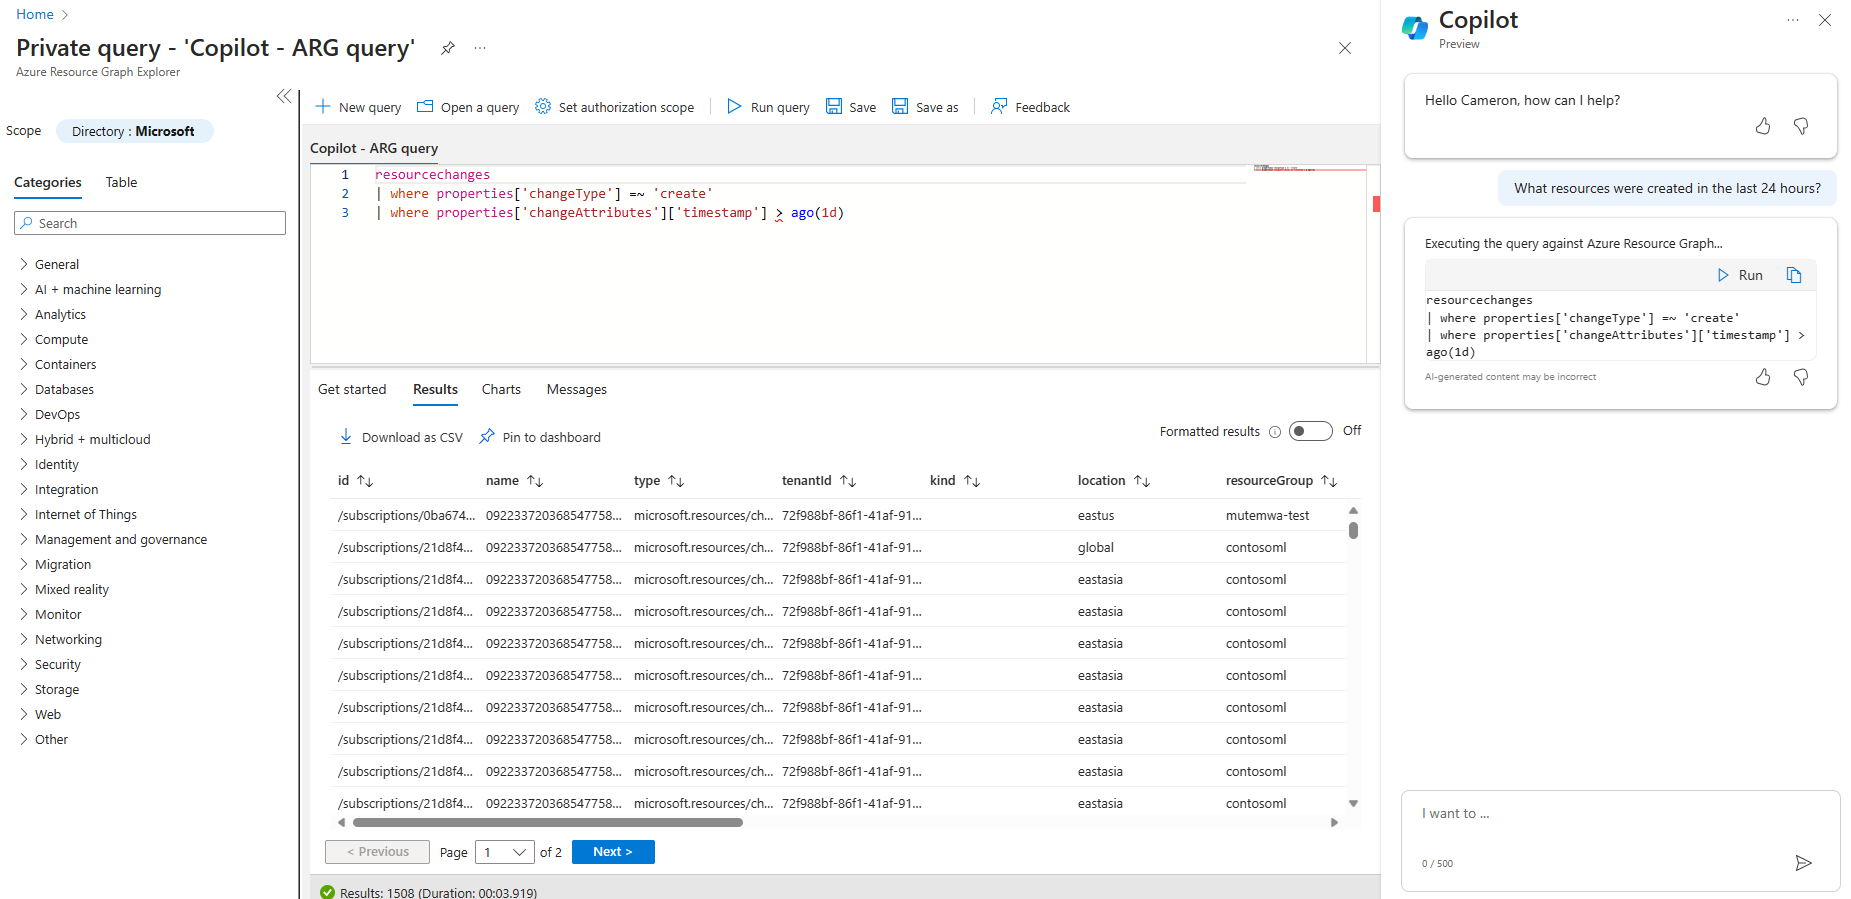 Home
Private query - 'Copilot - ARG query'
Azure Resource Graph Explorer
Scope
Directory : Microsoft
Categories Table
Search
General
AI + machine learning
Analytics
Compute
Containers
Databases
DevOps
Hybrid + multicloud
Identity
Integration
Internet of Things
Management and governance
Migration
Mixed reality
Monitor
Networking
Security
Storage
Web
Other
New query Open a query Set authorization scope Run query Save Save as Feedback
Copilot - ARG query
1 resourcechanges
2 | where properties['changeType'] =~ 'create'
3 | where properties['changeAttributes']['timestamp'] > ago(1d)
Get started Results Charts Messages
Download as CSV Pin to dashboard Formatted results Off
id name type tenantId kind location resourceGroup
/subscriptions/0ba674... 092233720368547758... microsoft.resources/ch... 72f988bf-86f1-41af-91... eastus mutemwa-test
/subscriptions/21d8f4... 092233720368547758... microsoft.resources/ch... 72f988bf-86f1-41af-91... global contosoml
/subscriptions/21d8f4... 092233720368547758... microsoft.resources/ch... 72f988bf-86f1-41af-91... eastasia contosoml
/subscriptions/21d8f4... 092233720368547758... microsoft.resources/ch... 72f988bf-86f1-41af-91... eastasia contosoml
/subscriptions/21d8f4... 092233720368547758... microsoft.resources/ch... 72f988bf-86f1-41af-91... eastasia contosoml
/subscriptions/21d8f4... 092233720368547758... microsoft.resources/ch... 72f988bf-86f1-41af-91... eastasia contosoml
/subscriptions/21d8f4... 092233720368547758... microsoft.resources/ch... 72f988bf-86f1-41af-91... eastasia contosoml
/subscriptions/21d8f4... 092233720368547758... microsoft.resources/ch... 72f988bf-86f1-41af-91... eastasia contosoml
/subscriptions/21d8f4... 092233720368547758... microsoft.resources/ch... 72f988bf-86f1-41af-91... eastasia contosoml
/subscriptions/21d8f4... 092233720368547758... microsoft.resources/ch... 72f988bf-86f1-41af-91... eastasia contosoml
< Previous Page 1 of 2 Next >
Results: 1508 (Duration: 00:03.919)
Copilot
Preview
Hello Cameron, how can I help?
What resources were created in the last 24 hours?
Executing the query against Azure Resource Graph...
Run
resourcechanges
| where properties['changeType'] =~ 'create'
| where properties['changeAttributes']['timestamp'] >
ago(1d)
AI-generated content may be incorrect
I want to ...
0 / 500